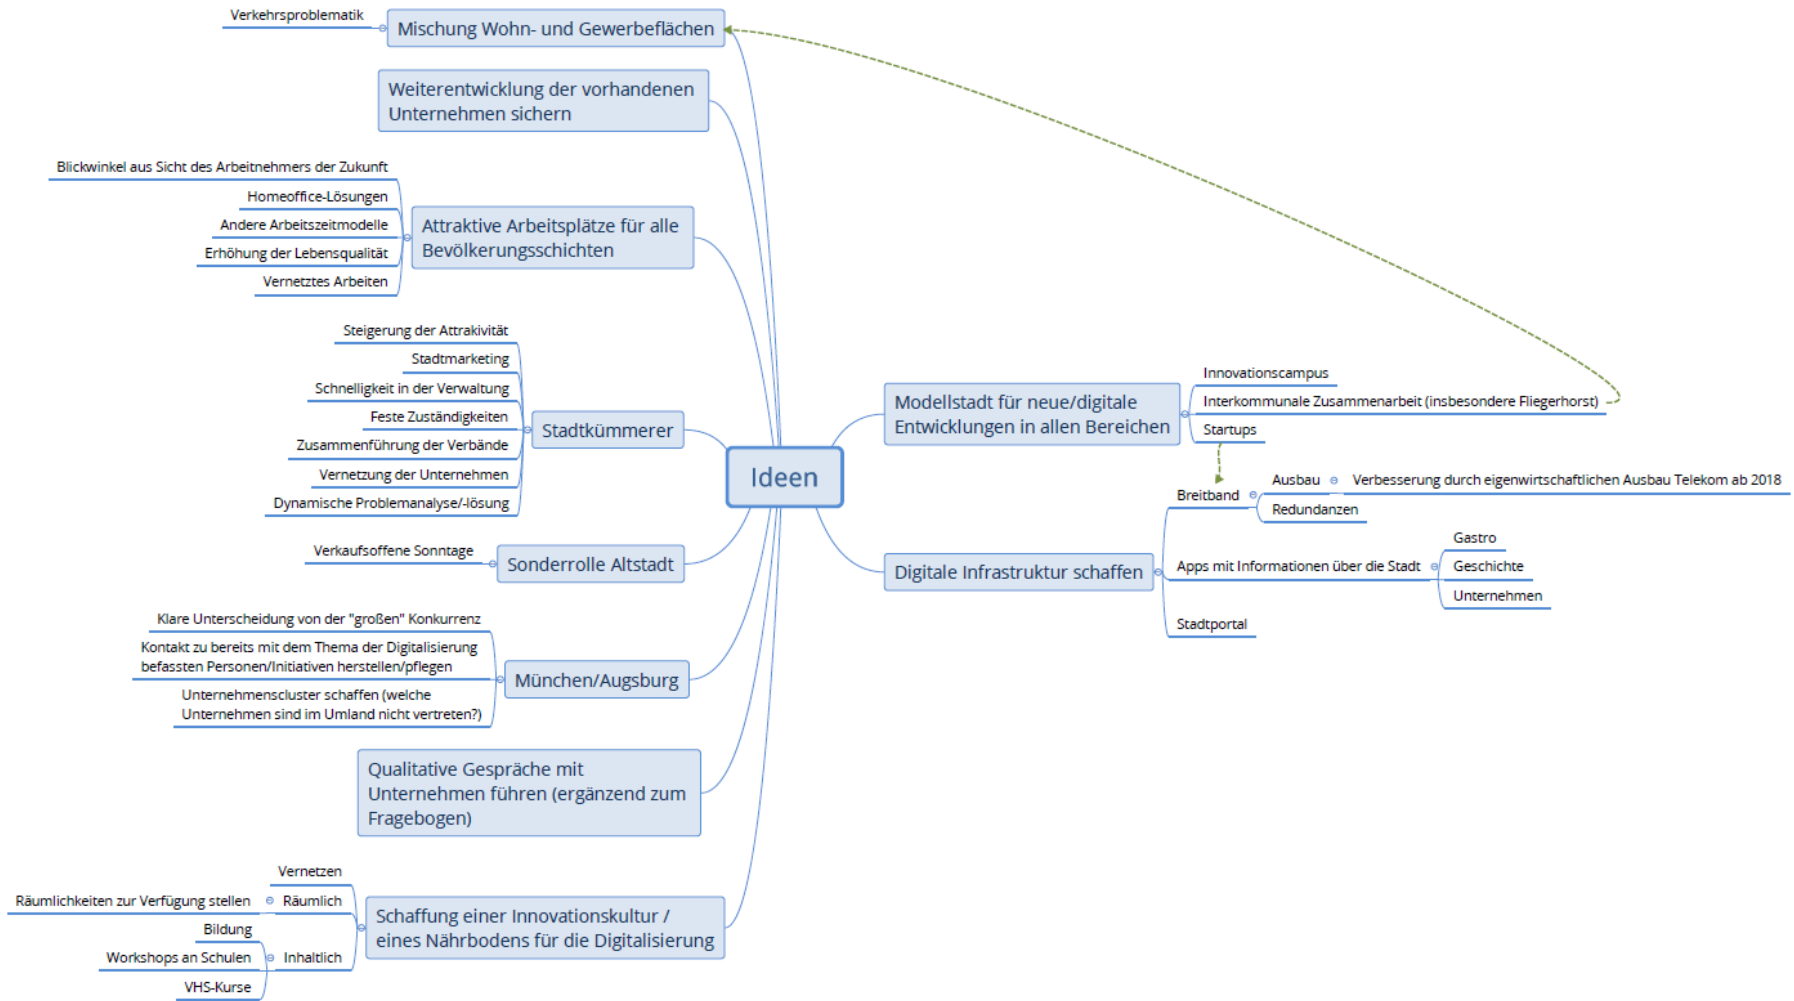 Verkehrsproblematik
Mischung Wohn- und Gewerbeflächen
Weiterentwicklung der vorhandenen
Unternehmen sichern
Blickwinkel aus Sicht des Arbeitnehmers der Zukunft
Homeoffice-Lösungen
Andere Arbeitszeitmodelle
Erhöhung der Lebensqualität
Vernetztes Arbeiten
Attraktive Arbeitsplätze für alle
Bevölkerungsschichten
Steigerung der Attrakivität
Stadtmarketing
Schnelligkeit in der Verwaltung
Feste Zuständigkeiten
Zusammenführung der Verbände
Vernetzung der Unternehmen
Dynamische Problemanalyse/-lösung
Stadtkümmerer
Verkaufsoffene Sonntage
Sonderrolle Altstadt
Klare Unterscheidung von der "großen" Konkurrenz
Kontakt zu bereits mit dem Thema der Digitalisierung
befassten Personen/Initiativen herstellen/pflegen
Unternehmenscluster schaffen (welche
Unternehmen sind im Umland nicht vertreten?)
München/Augsburg
Qualitative Gespräche mit
Unternehmen führen (ergänzend zum
Fragebogen)
Vernetzen
Räumlichkeiten zur Verfügung stellen
Räumlich
Bildung
Workshops an Schulen
VHS-Kurse
Inhaltlich
Schaffung einer Innovationskultur /
eines Nährbodens für die Digitalisierung
Ideen
Modellstadt für neue/digitale
Entwicklungen in allen Bereichen
Innovationscampus
Interkommunale Zusammenarbeit (insbesondere Fliegerhorst)
Startups
Digitale Infrastruktur schaffen
Breitband
Ausbau
Verbesserung durch eigenwirtschaftlichen Ausbau Telekom ab 2018
Redundanzen
Apps mit Informationen über die Stadt
Gastro
Geschichte
Unternehmen
Stadtportal